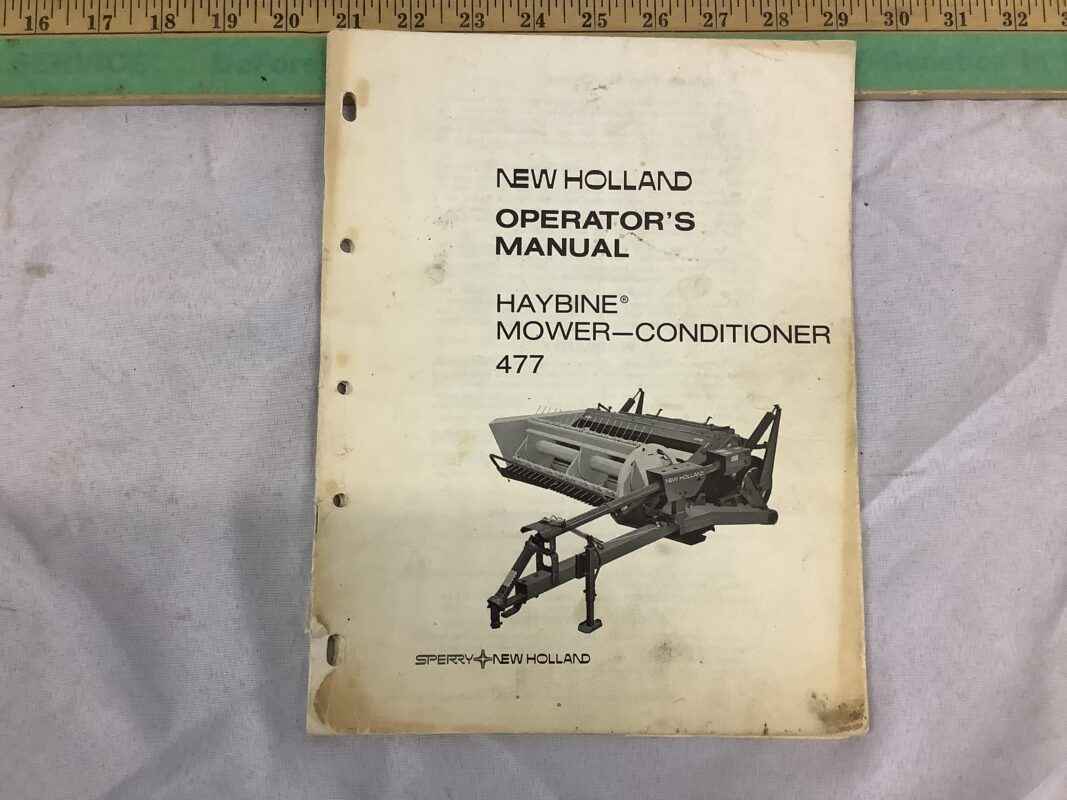 16 17 18 19 20 21 22 23 24 25 26 27 28 29 30 31 32
SERVICE
NEW HOLLAND
OPERATOR'S
MANUAL
HAYBINE®
MOWER—CONDITIONER
477
NEW HOLLAND
SPERRY NEW HOLLAND